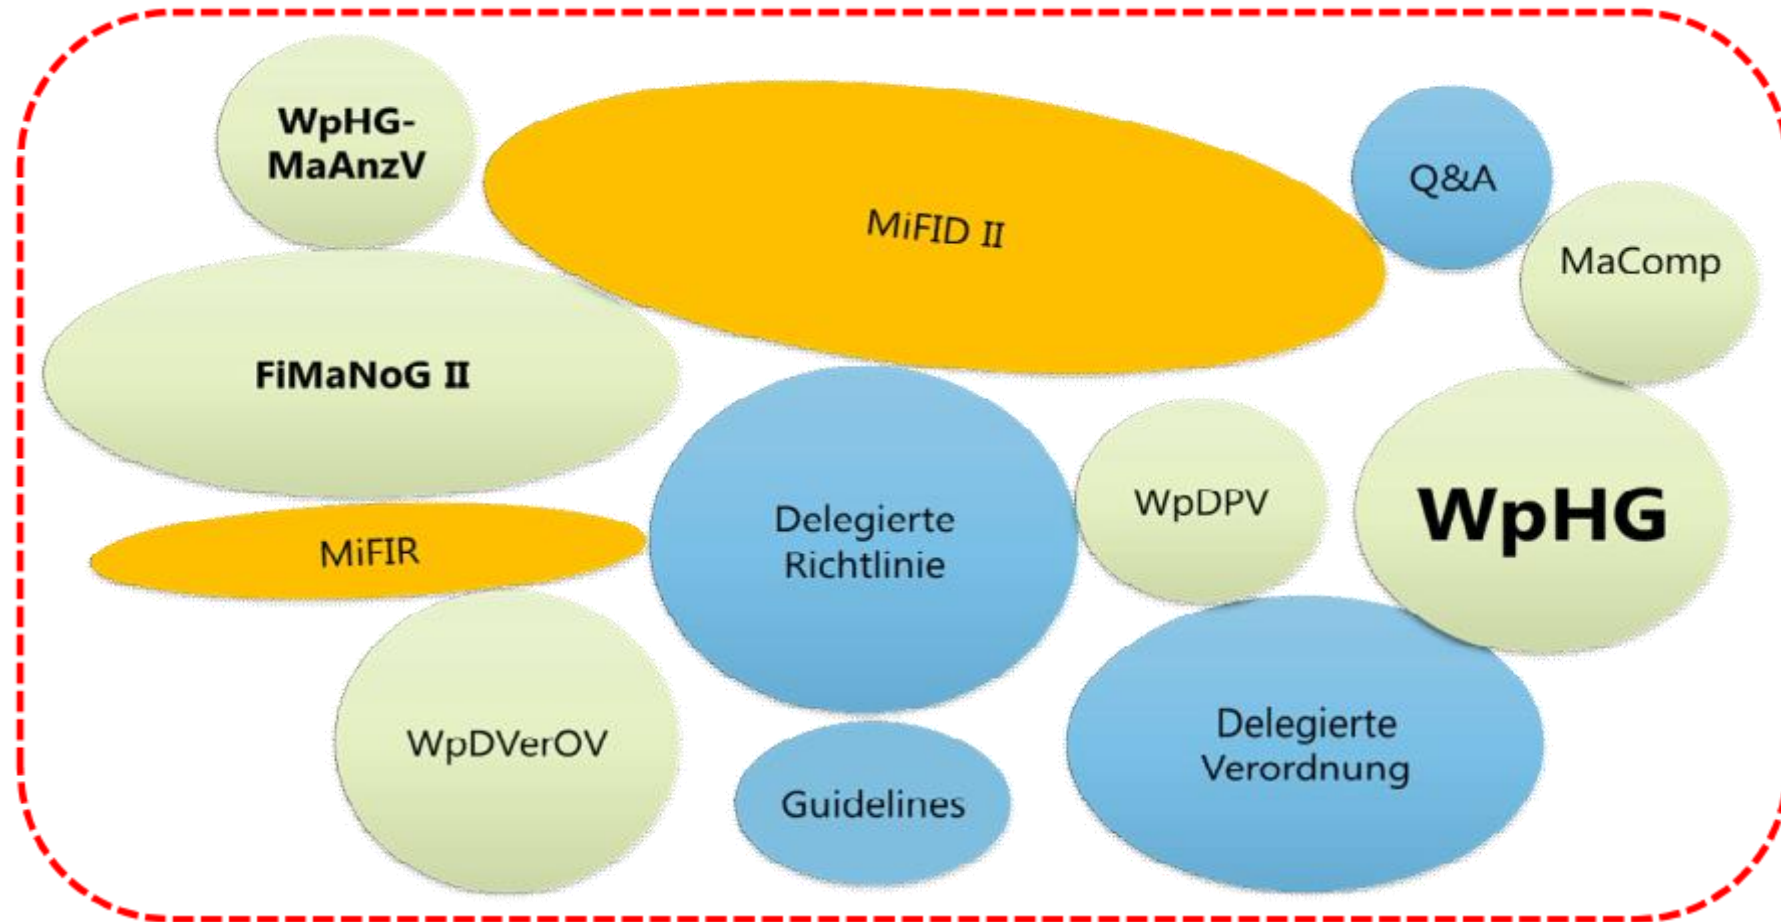 WpHG-
MaAnzV
MiFID II
Q&A
MaComp
FiMaNoG II
WpDPV
WpHG
Delegierte
Richtlinie
MiFIR
WpDVerOV
Guidelines
Delegierte
Verordnung